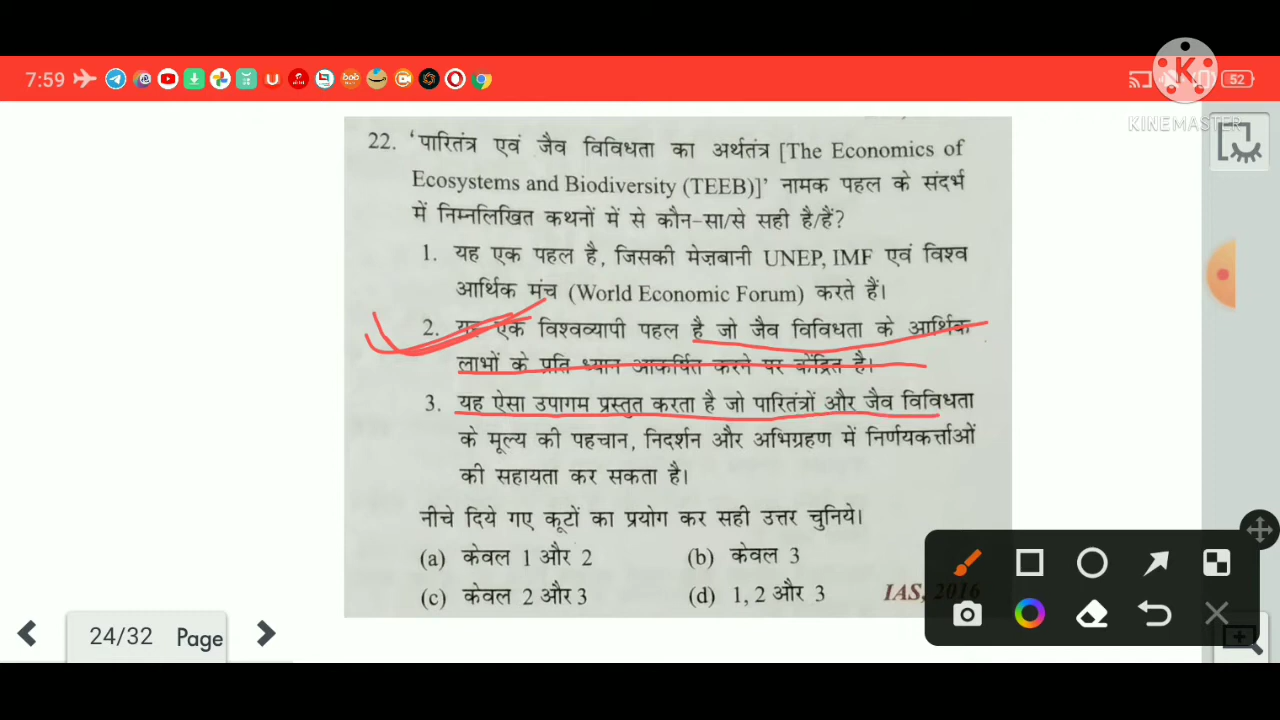 7:59
52
KINEMASTER
22. 'पारितंत्र एवं जैव विविधता का अर्थतंत्र [The Economics of
Ecosystems and Biodiversity (TEEB)]' नामक पहल के संदर्भ
में निम्नलिखित कथनों में से कौन-सा/से सही है/हैं?
1. यह एक पहल है, जिसकी मेज़बानी UNEP, IMF एवं विश्व
आर्थिक मंच (World Economic Forum) करते हैं।
2. यह एक विश्वव्यापी पहल है जो जैव विविधता के आर्थिक
लाभों के प्रति ध्यान आकर्षित करने पर केंद्रित है।
3. यह ऐसा उपागम प्रस्तुत करता है जो पारितंत्रों और जैव विविधता
के मूल्य की पहचान, निदर्शन और अभिग्रहण में निर्णयकर्त्ताओं
की सहायता कर सकता है।
नीचे दिये गए कूटों का प्रयोग कर सही उत्तर चुनिये।
(a) केवल 1 और 2 (b) केवल 3
(c) केवल 2 और 3 (d) 1, 2 और 3 IAS, 2016
24/32 Page